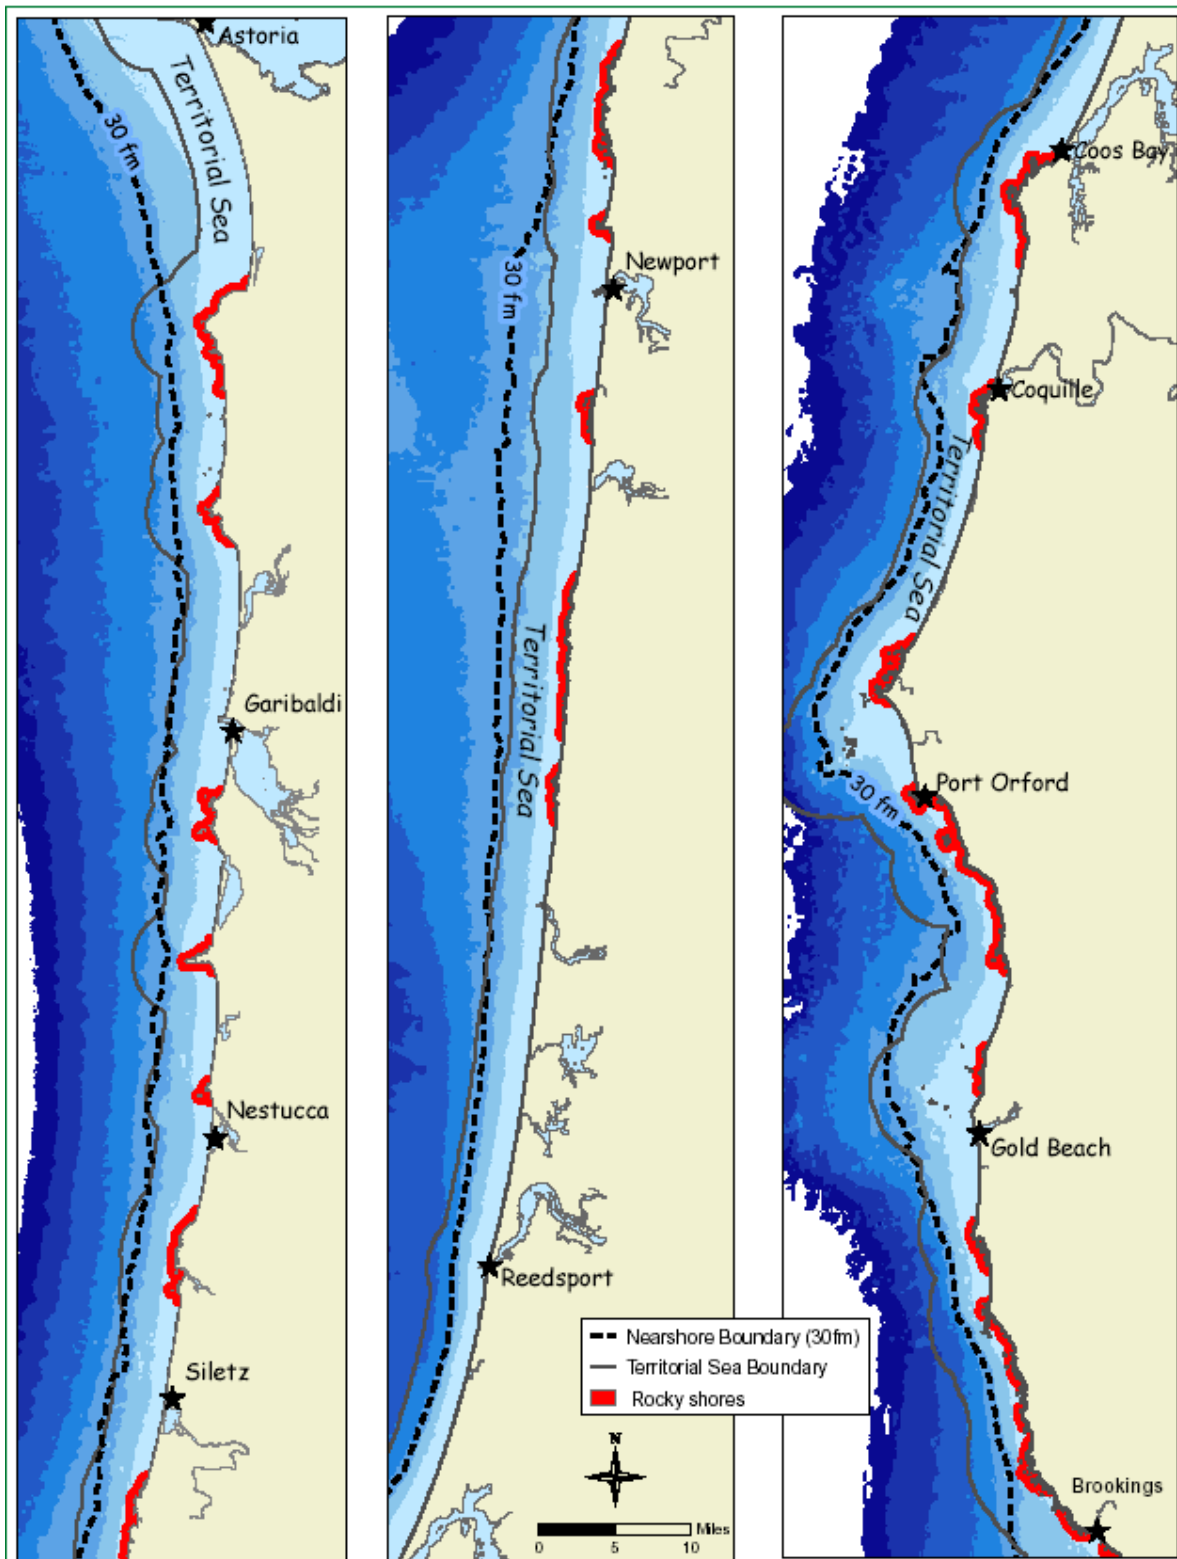 Astoria
Territorial Sea
30 fm
Garibaldi
Nestucca
Siletz
30 fm
Newport
Territorial Sea
Reedsport
Coos Bay
Coquille
Territorial Sea
30 fm
Port Orford
Gold Beach
Brookings
Nearshore Boundary (30fm)
Territorial Sea Boundary
Rocky shores
N
Miles
0 5 10